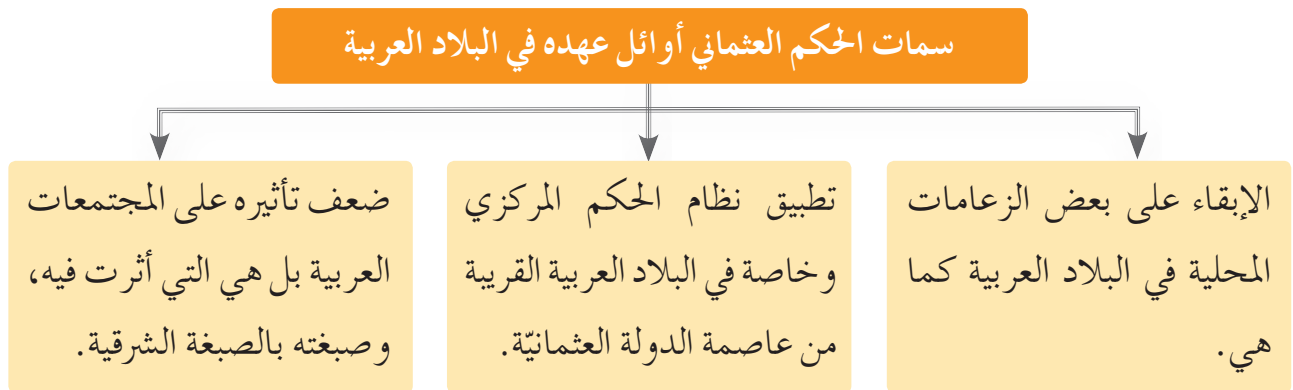 سمات الحكم العثماني أوائل عهده في البلاد العربية
الإبقاء على بعض الزعامات
المحلية في البلاد العربية كما
هي.
تطبيق نظام الحكم المركزي
وخاصة في البلاد العربية القريبة
من عاصمة الدولة العثمانيّة.
ضعف تأثيره على المجتمعات
العربية بل هي التي أثرت فيه،
وصبغته بالصبغة الشرقية.